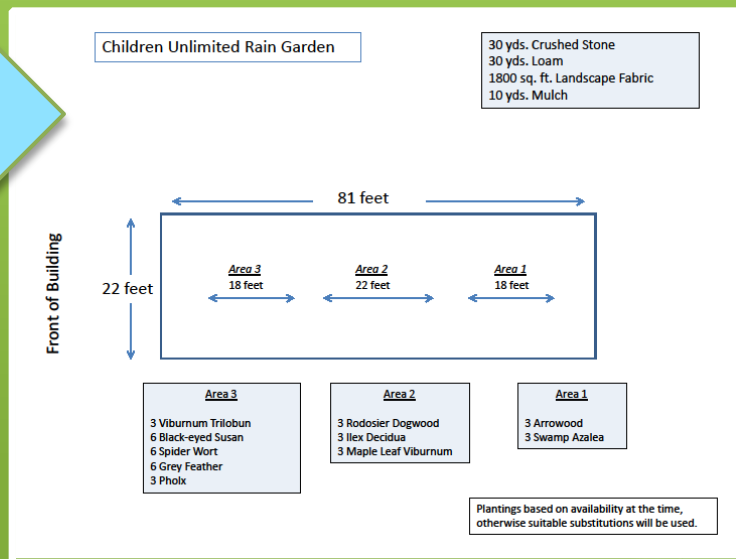 Children Unlimited Rain Garden
30 yds. Crushed Stone
30 yds. Loam
1800 sq. ft. Landscape Fabric
10 yds. Mulch
81 feet
Front of Building
22 feet
Area 3
18 feet
Area 2
22 feet
Area 1
18 feet
Area 3
3 Viburnum Trilobun
6 Black-eyed Susan
6 Spider Wort
6 Grey Feather
3 Pholx
Area 2
3 Rodosier Dogwood
3 Ilex Decidua
3 Maple Leaf Viburnum
Area 1
3 Arrowood
3 Swamp Azalea
Plantings based on availability at the time,
otherwise suitable substitutions will be used.